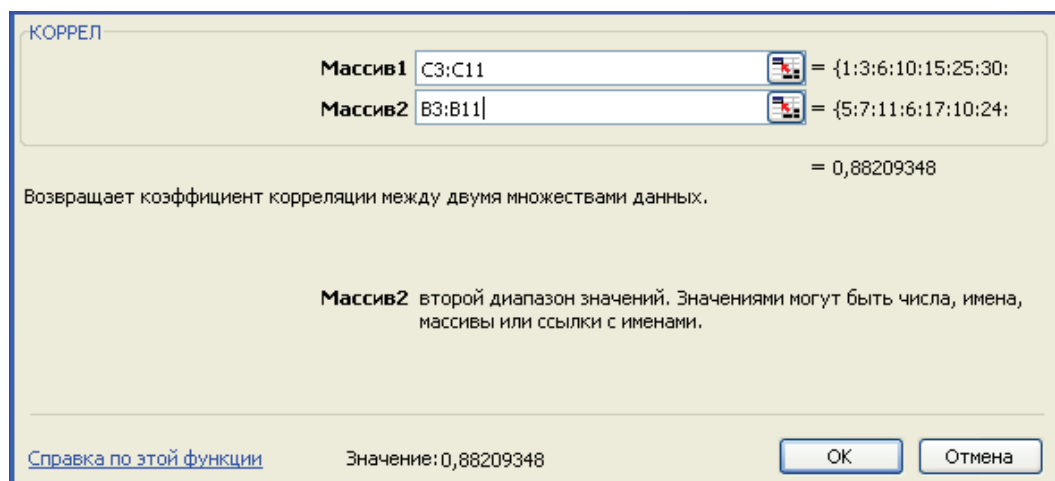 КОРРЕЛ
Массив1 C3:C11 = {1:3:6:10:15:25:30:
Массив2 B3:B11 = {5:7:11:6:17:10:24:
= 0,88209348
Возвращает коэффициент корреляции между двумя множествами данных.
Массив2 второй диапазон значений. Значениями могут быть числа, имена,
массивы или ссылки с именами.
Справка по этой функции Значение:0,88209348 OK Отмена